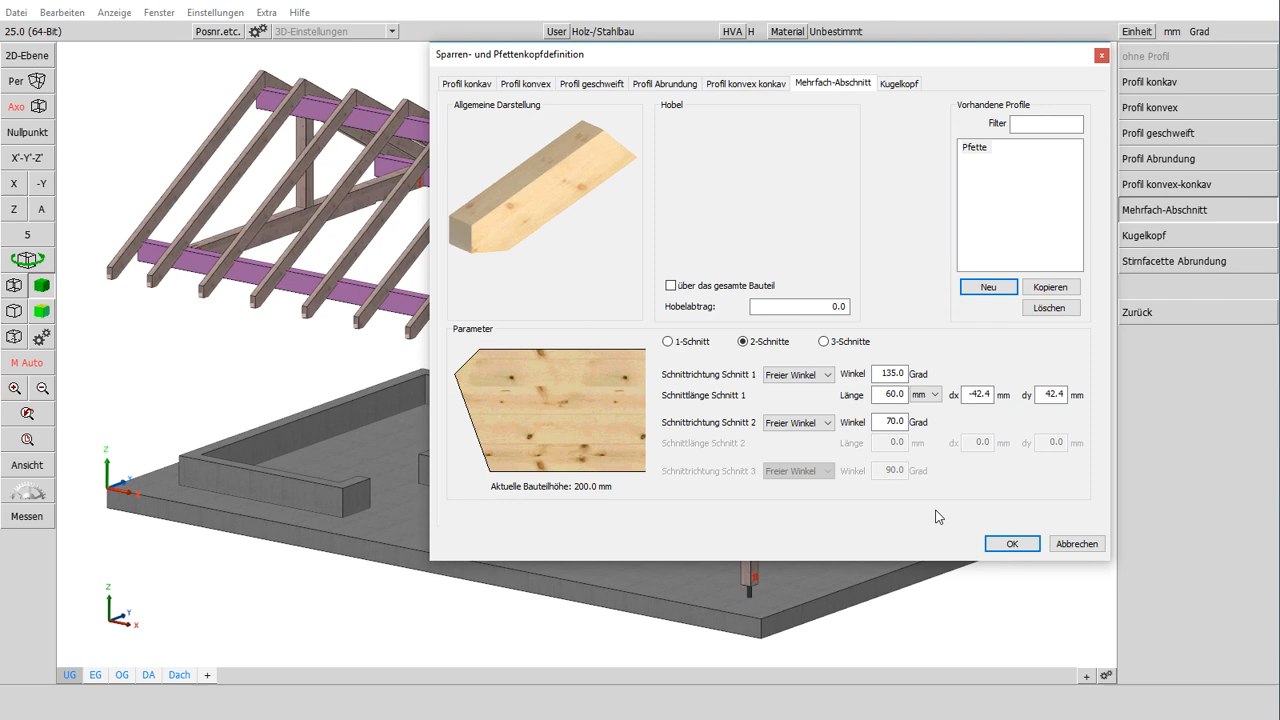 Datei Bearbeiten Anzeige Fenster Einstellungen Extra Hilfe
25.0 (64-Bit) Posnr.etc. 3D-Einstellungen User Holz-/Stahlbau HVA H Material Unbestimmt Einheit mm Grad
2D-Ebene
Per
Axo
Nullpunkt
X'-Y'-Z'
X -Y
Z A
5
M Auto
Ansicht
Messen
Sparren- und Pfettenkopfdefinition x
Profil konkav Profil konvex Profil geschweift Profil Abrundung Profil konvex konkav Mehrfach-Abschnitt Kugelkopf
Allgemeine Darstellung
Hobel
über das gesamte Bauteil
Hobelabtrag: 0.0
Vorhandene Profile
Filter
Pfette
Neu Kopieren
Löschen
Parameter
1-Schnitt 2-Schnitte 3-Schnitte
Schnittrichtung Schnitt 1 Freier Winkel Winkel 135.0 Grad
Schnittlänge Schnitt 1 Länge 60.0 mm dx -42.4 mm dy 42.4 mm
Schnittrichtung Schnitt 2 Freier Winkel Winkel 70.0 Grad
Schnittlänge Schnitt 2 Länge 0.0 mm dx 0.0 mm dy 0.0 mm
Schnittrichtung Schnitt 3 Freier Winkel Winkel 90.0 Grad
Aktuelle Bauteilhöhe: 200.0 mm
OK Abbrechen
ohne Profil
Profil konkav
Profil konvex
Profil geschweift
Profil Abrundung
Profil konvex-konkav
Mehrfach-Abschnitt
Kugelkopf
Stirnfacette Abrundung
Zurück
Z
Y
X
Z
Y
X
UG EG OG DA Dach + +